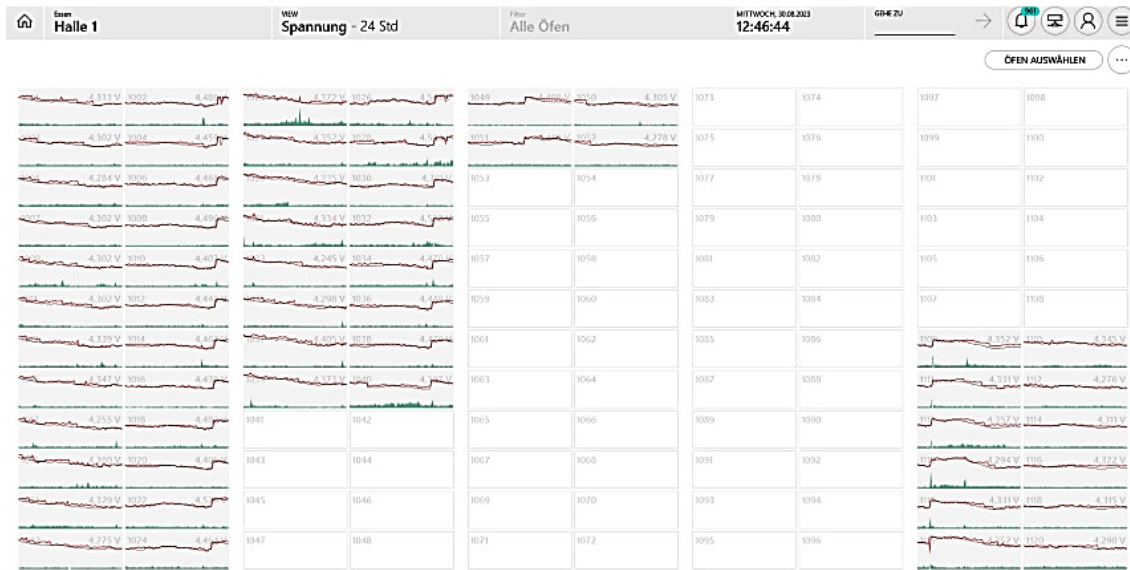 Essen
Halle 1
VIEW
Spannung - 24 Std
Filter
Alle Öfen
MITTWOCH, 30.08.2023
12:46:44
GEHE ZU
961
ÖFEN AUSWÄHLEN
4,331 V 1002 4,372 V 1026 1049 1050 4,305 V 1073 1074 1097 1098
4,302 V 1004 4,352 V 1028 1051 1052 4,278 V 1075 1076 1099 1100
4,284 V 1006 4,335 V 1030 1053 1054 1077 1078 1101 1102
1007 4,302 V 1008 4,334 V 1032 1055 1056 1079 1080 1103 1104
4,302 V 1010 4,245 V 1034 1057 1058 1081 1082 1105 1106
4,302 V 1012 4,298 V 1036 1059 1060 1083 1084 1107 1108
4,339 V 1014 4,405 V 1038 1061 1062 1085 1086 4,352 V 1110 4,345 V
4,347 V 1016 4,373 V 1040 1063 1064 1087 1088 4,331 V 1112 4,276 V
4,255 V 1018 1041 1042 1065 1066 1089 1090 4,357 V 1114 4,311 V
4,380 V 1020 1043 1044 1067 1068 1091 1092 4,294 V 1116 4,322 V
4,329 V 1022 1045 1046 1069 1070 1093 1094 4,331 V 1118 4,315 V
4,275 V 1024 1047 1048 1071 1072 1095 1096 4,352 V 1120 4,290 V